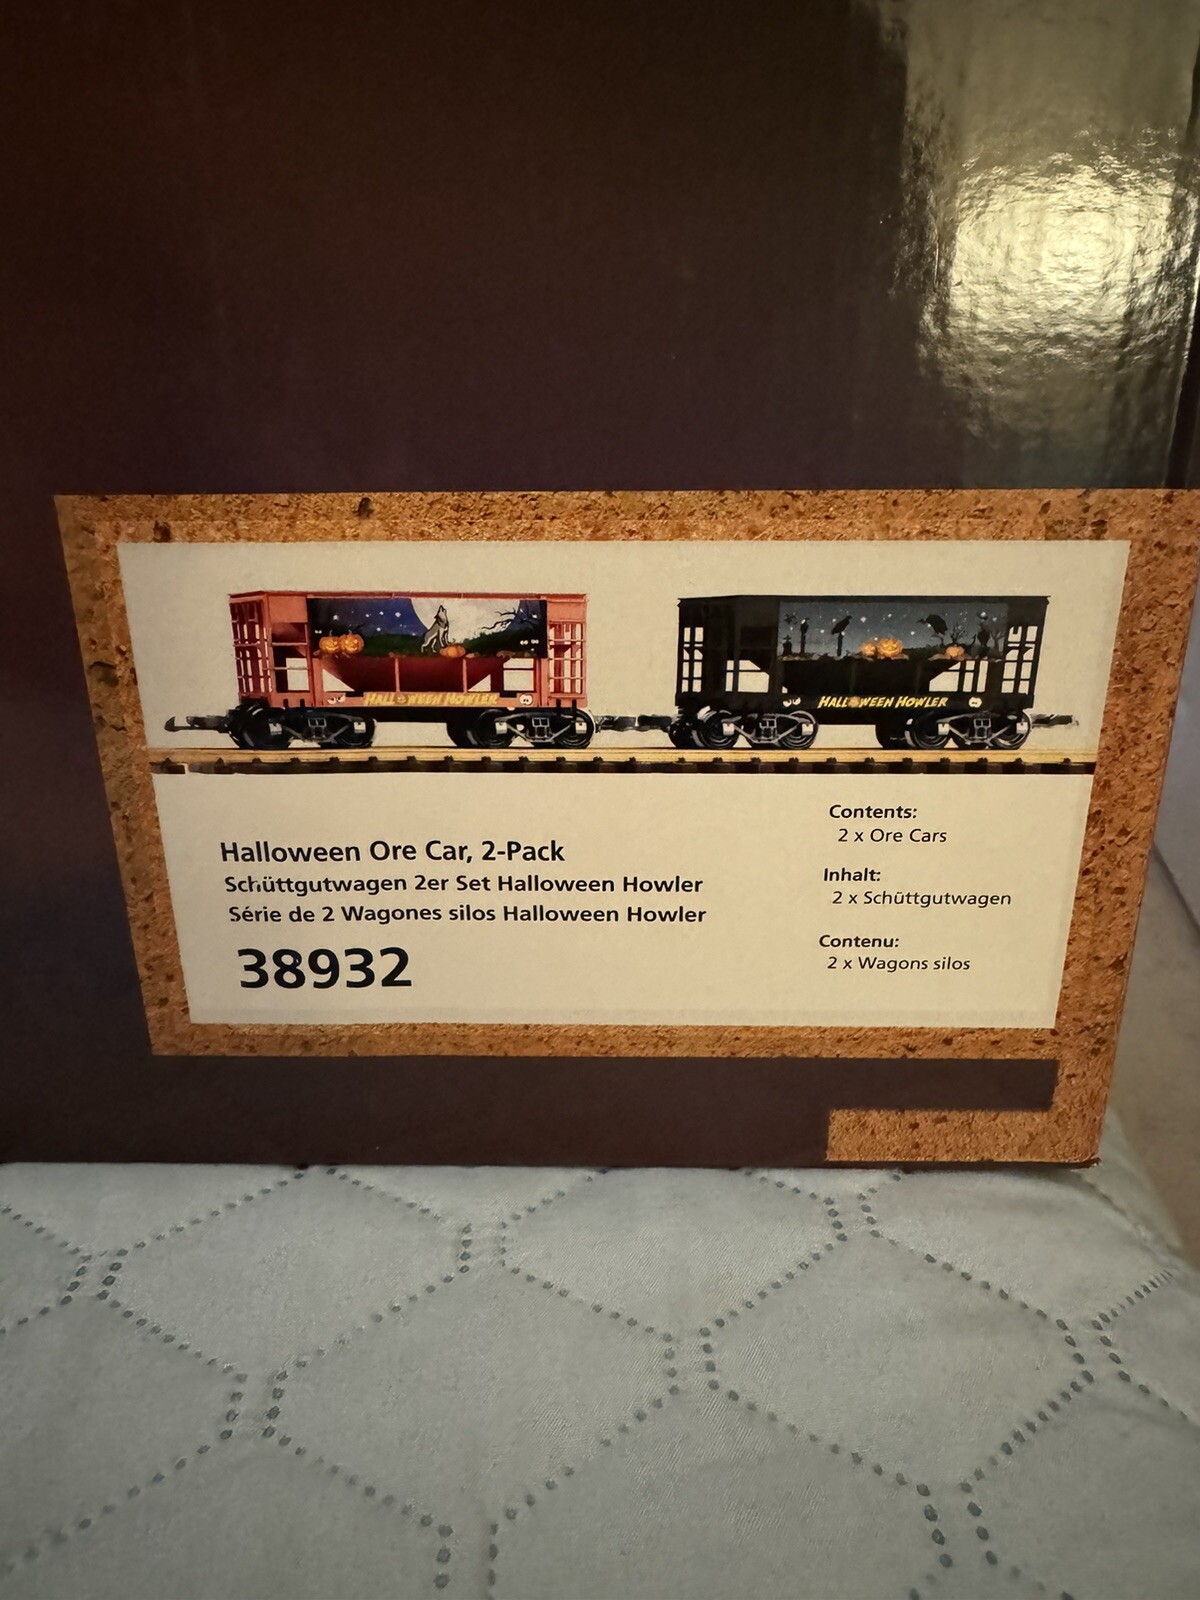 HALLOWEEN HOWLER
HALLOWEEN HOWLER
Halloween Ore Car, 2-Pack
Schüttgutwagen 2er Set Halloween Howler
Série de 2 Wagones silos Halloween Howler
38932
Contents:
2 x Ore Cars
Inhalt:
2 x Schüttgutwagen
Contenu:
2 x Wagons silos